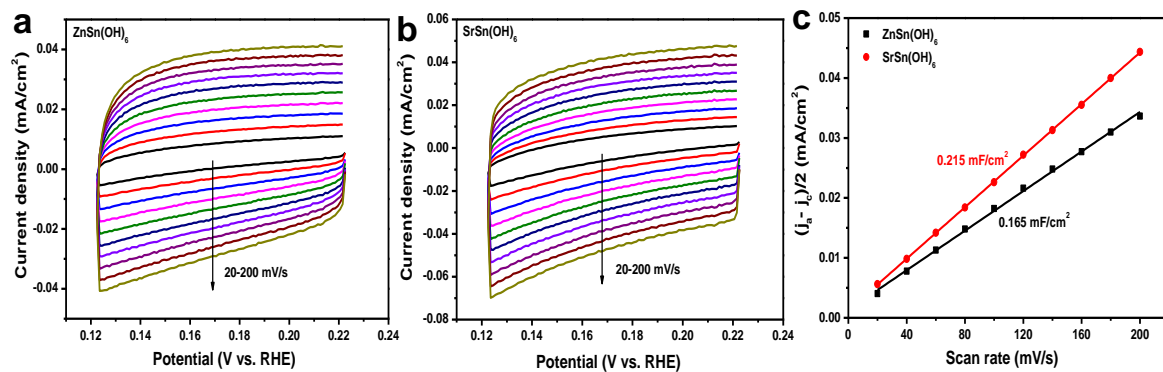 a
ZnSn(OH)6
0.04
0.02
0.00
-0.02
-0.04
Current density (mA/cm2)
20-200 mV/s
0.12
0.14
0.16
0.18
0.20
0.22
0.24
Potential (V vs. RHE)
b
SrSn(OH)6
0.06
0.04
0.02
0.00
-0.02
-0.04
-0.06
-0.08
Current density (mA/cm2)
20-200 mV/s
0.12
0.14
0.16
0.18
0.20
0.22
0.24
Potential (V vs. RHE)
c
ZnSn(OH)6
SrSn(OH)6
0.05
0.04
0.03
0.02
0.01
0.00
(ja- jc)/2 (mA/cm2)
0.215 mF/cm2
0.165 mF/cm2
0
40
80
120
160
200
Scan rate (mV/s)